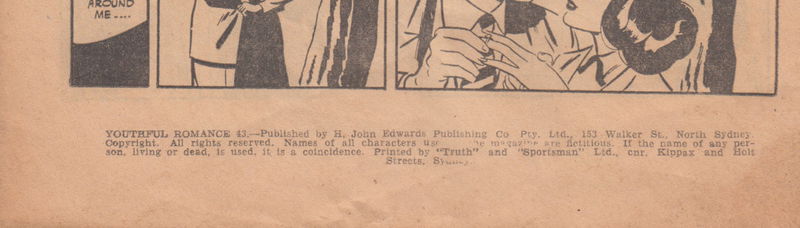 AROUND
ME ....
YOUTHFUL ROMANCE 43.—Published by H. John Edwards Publishing Co Pty. Ltd., 153 Walker St., North Sydney.
Copyright. All rights reserved. Names of all characters magazine are fictitious. If the name of any per-
son, living or dead, is used, it is a coincidence. Printed by "Truth" and "Sportsman" Ltd., cnr. Kippax and Holt
Streets, Sydney.